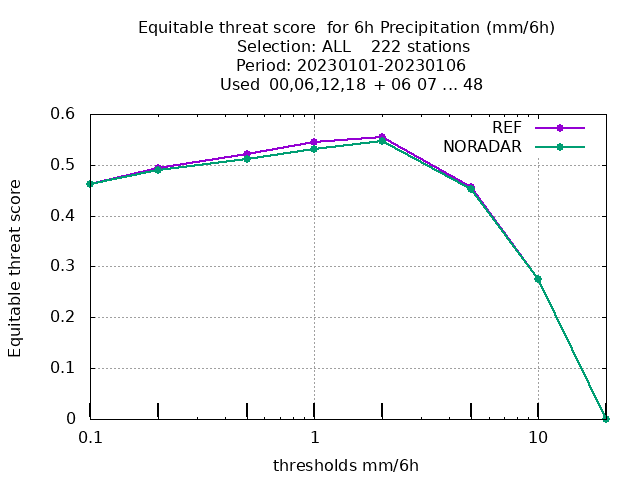 Equitable threat score  for 6h Precipitation (mm/6h)
Selection: ALL    222 stations
Period: 20230101-20230106
Used 00,06,12,18 + 06 07 ... 48
REF
NORADAR
0.6
0.5
0.4
0.3
0.2
0.1
0
Equitable threat score
0.1
1
10
thresholds mm/6h